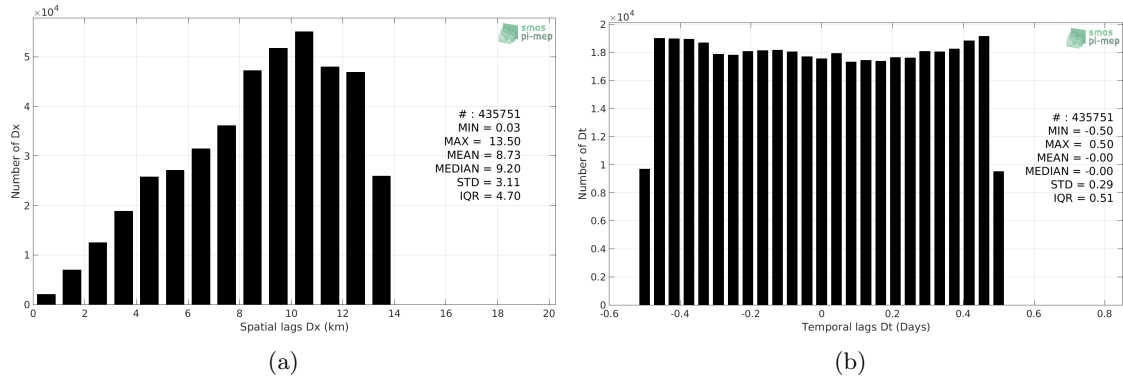 ×10⁴
smos
pi-mep
5
4
3
2
1
0
Number of Dx
# : 435751
MIN = 0.03
MAX = 13.50
MEAN = 8.73
MEDIAN = 9.20
STD = 3.11
IQR = 4.70
0 2 4 6 8 10 12 14 16 18 20
Spatial lags Dx (km)
(a)
×10⁴
smos
pi-mep
2
1.8
1.6
1.4
1.2
1
0.8
0.6
0.4
0.2
0
Number of Dt
# : 435751
MIN = -0.50
MAX = 0.50
MEAN = -0.00
MEDIAN = -0.00
STD = 0.29
IQR = 0.51
-0.6 -0.4 -0.2 0 0.2 0.4 0.6 0.8
Temporal lags Dt (Days)
(b)